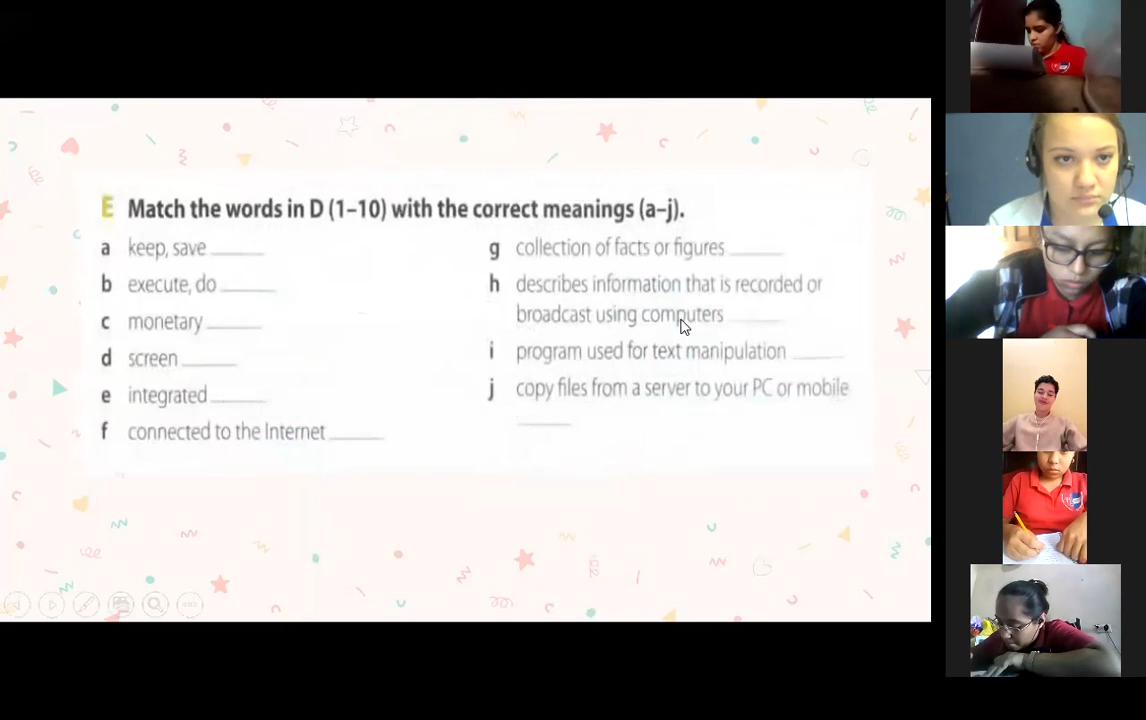 E Match the words in D (1–10) with the correct meanings (a–j).
a keep, save ______
b execute, do ______
c monetary ______
d screen ______
e integrated ______
f connected to the Internet ______
g collection of facts or figures ______
h describes information that is recorded or
broadcast using computers ______
i program used for text manipulation ______
j copy files from a server to your PC or mobile
______